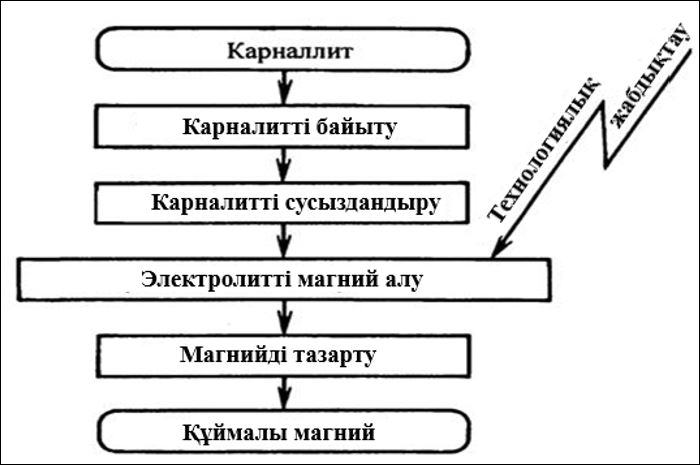 Карналлит
Карналитті байыту
Карналитті сусыздандыру
Технологиялық
жабдықтау
Электролитті магний алу
Магнийді тазарту
Құймалы магний